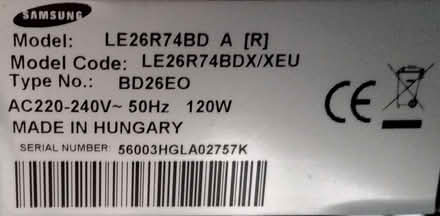 SAMSUNG
Model: LE26R74BD A [R]
Model Code: LE26R74BDX/XEU
Type No.: BD26EO
AC220-240V~ 50Hz 120W
MADE IN HUNGARY
SERIAL NUMBER: 56003HGLA02757K
CE